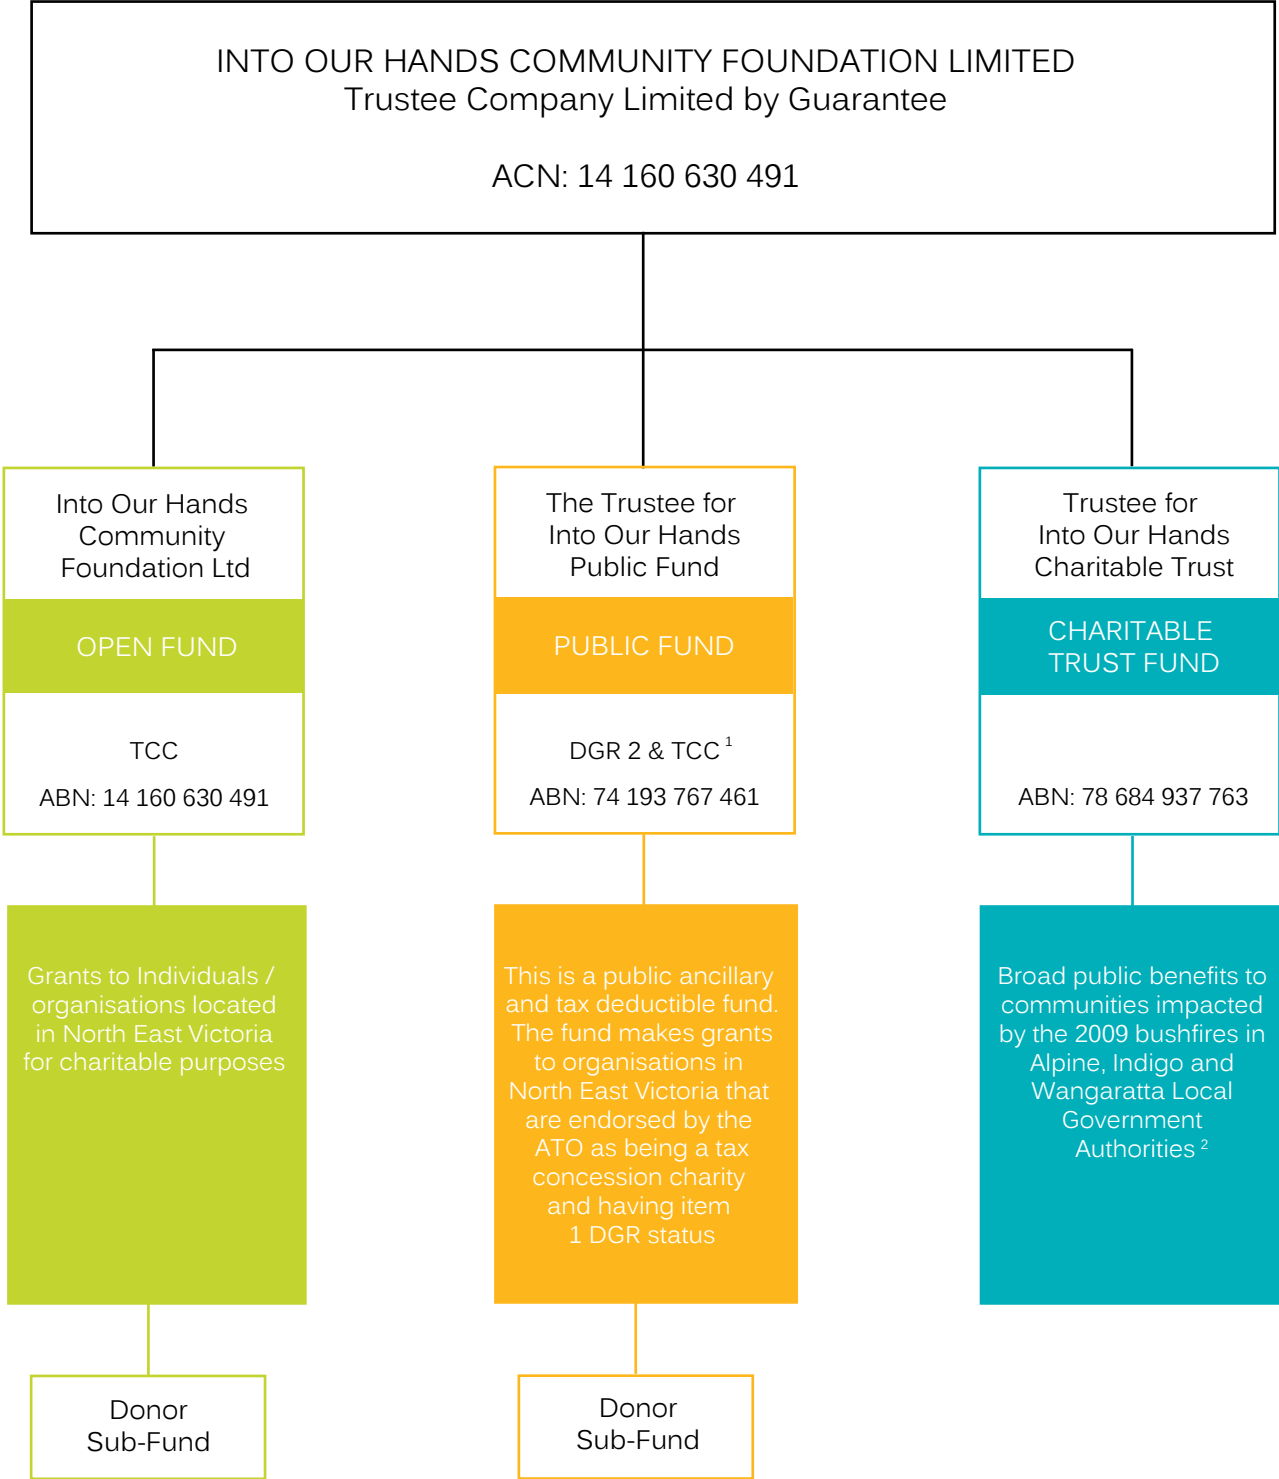 INTO OUR HANDS COMMUNITY FOUNDATION LIMITED
Trustee Company Limited by Guarantee
ACN: 14 160 630 491
Into Our Hands
Community
Foundation Ltd
OPEN FUND
TCC
ABN: 14 160 630 491
Grants to Individuals /
organisations located
in North East Victoria
for charitable purposes
Donor
Sub-Fund
The Trustee for
Into Our Hands
Public Fund
PUBLIC FUND
DGR 2 & TCC 1
ABN: 74 193 767 461
This is a public ancillary
and tax deductible fund.
The fund makes grants
to organisations in
North East Victoria that
are endorsed by the
ATO as being a tax
concession charity
and having item
1 DGR status
Donor
Sub-Fund
Trustee for
Into Our Hands
Charitable Trust
CHARITABLE
TRUST FUND
ABN: 78 684 937 763
Broad public benefits to
communities impacted
by the 2009 bushfires in
Alpine, Indigo and
Wangaratta Local
Government
Authorities 2